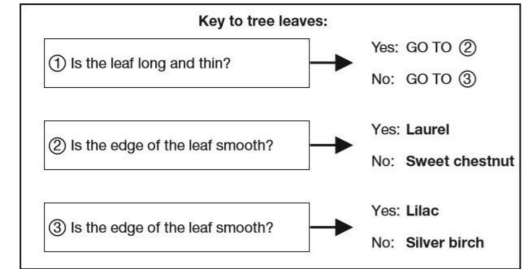 Key to tree leaves:
① Is the leaf long and thin?
Yes: GO TO ②
No: GO TO ③
② Is the edge of the leaf smooth?
Yes: Laurel
No: Sweet chestnut
③ Is the edge of the leaf smooth?
Yes: Lilac
No: Silver birch